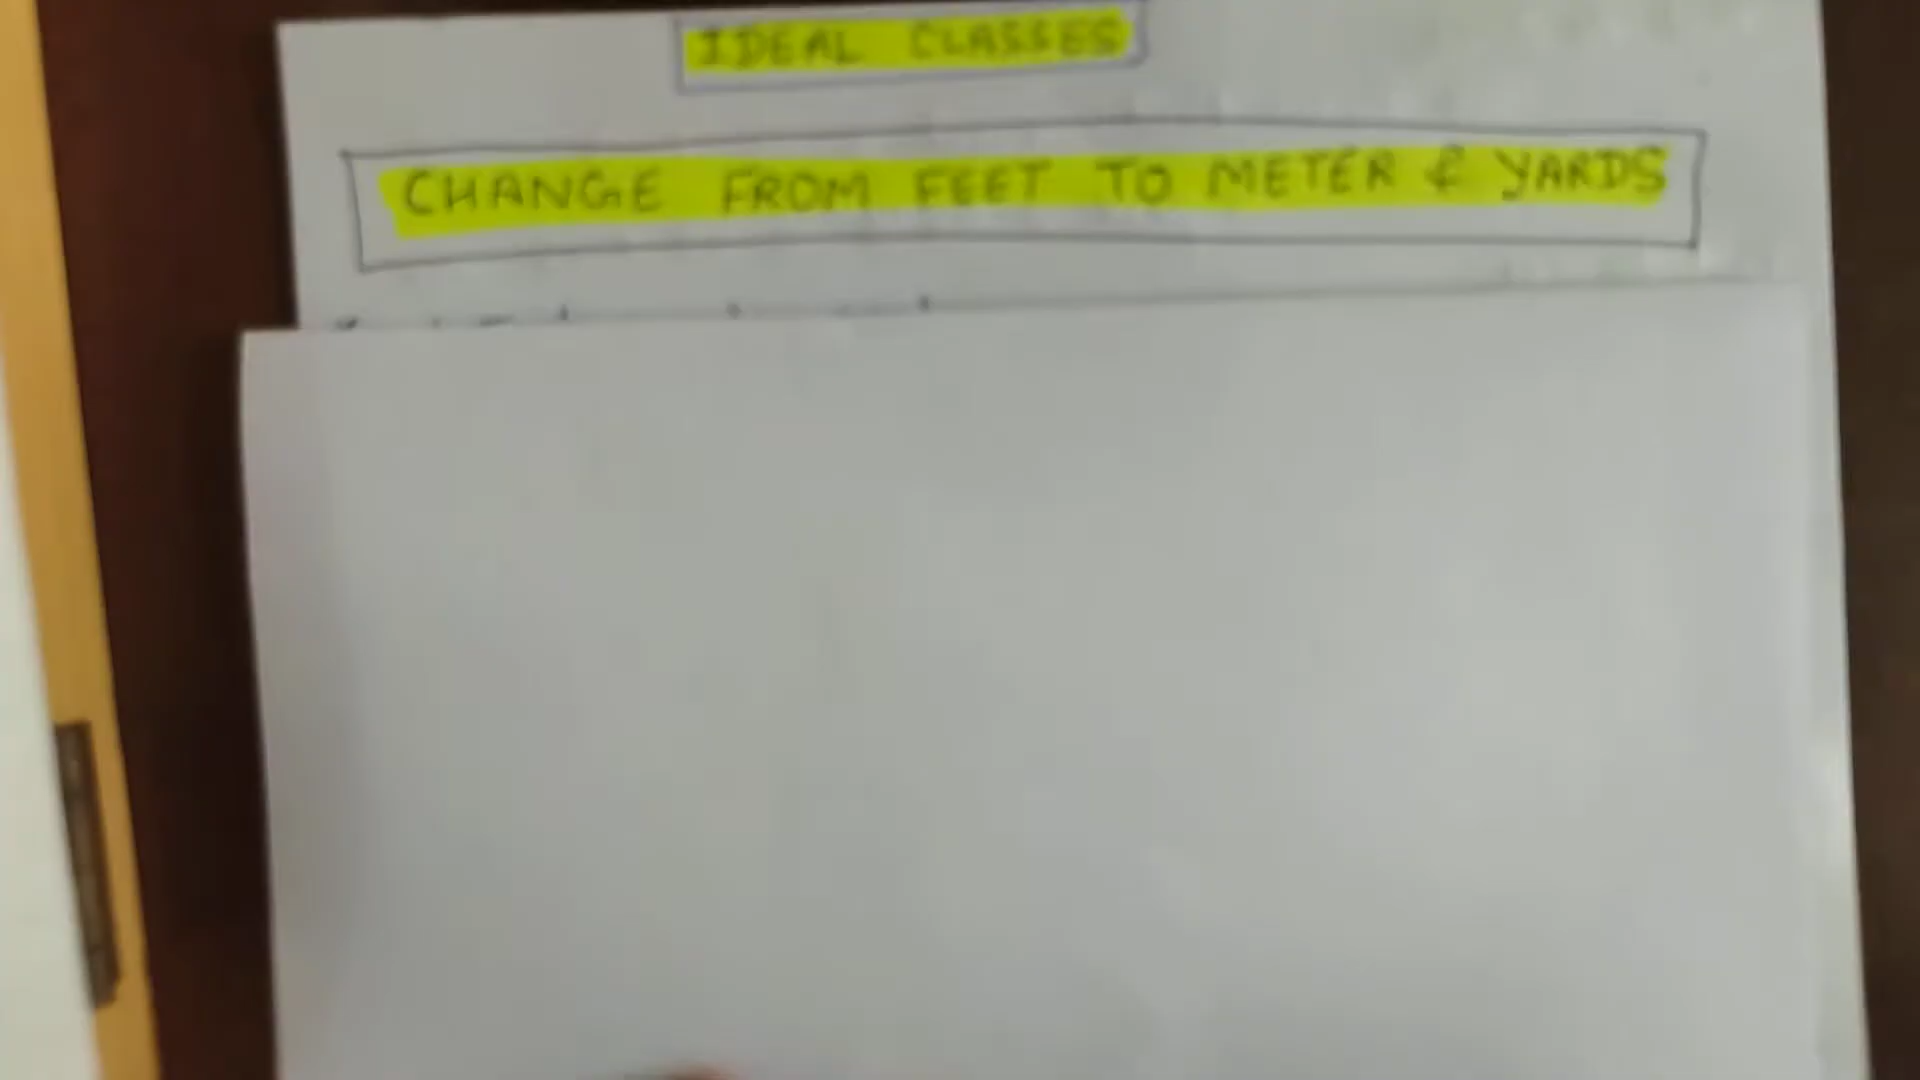 IDEAL CLASSES
CHANGE FROM FEET TO METER & YARDS